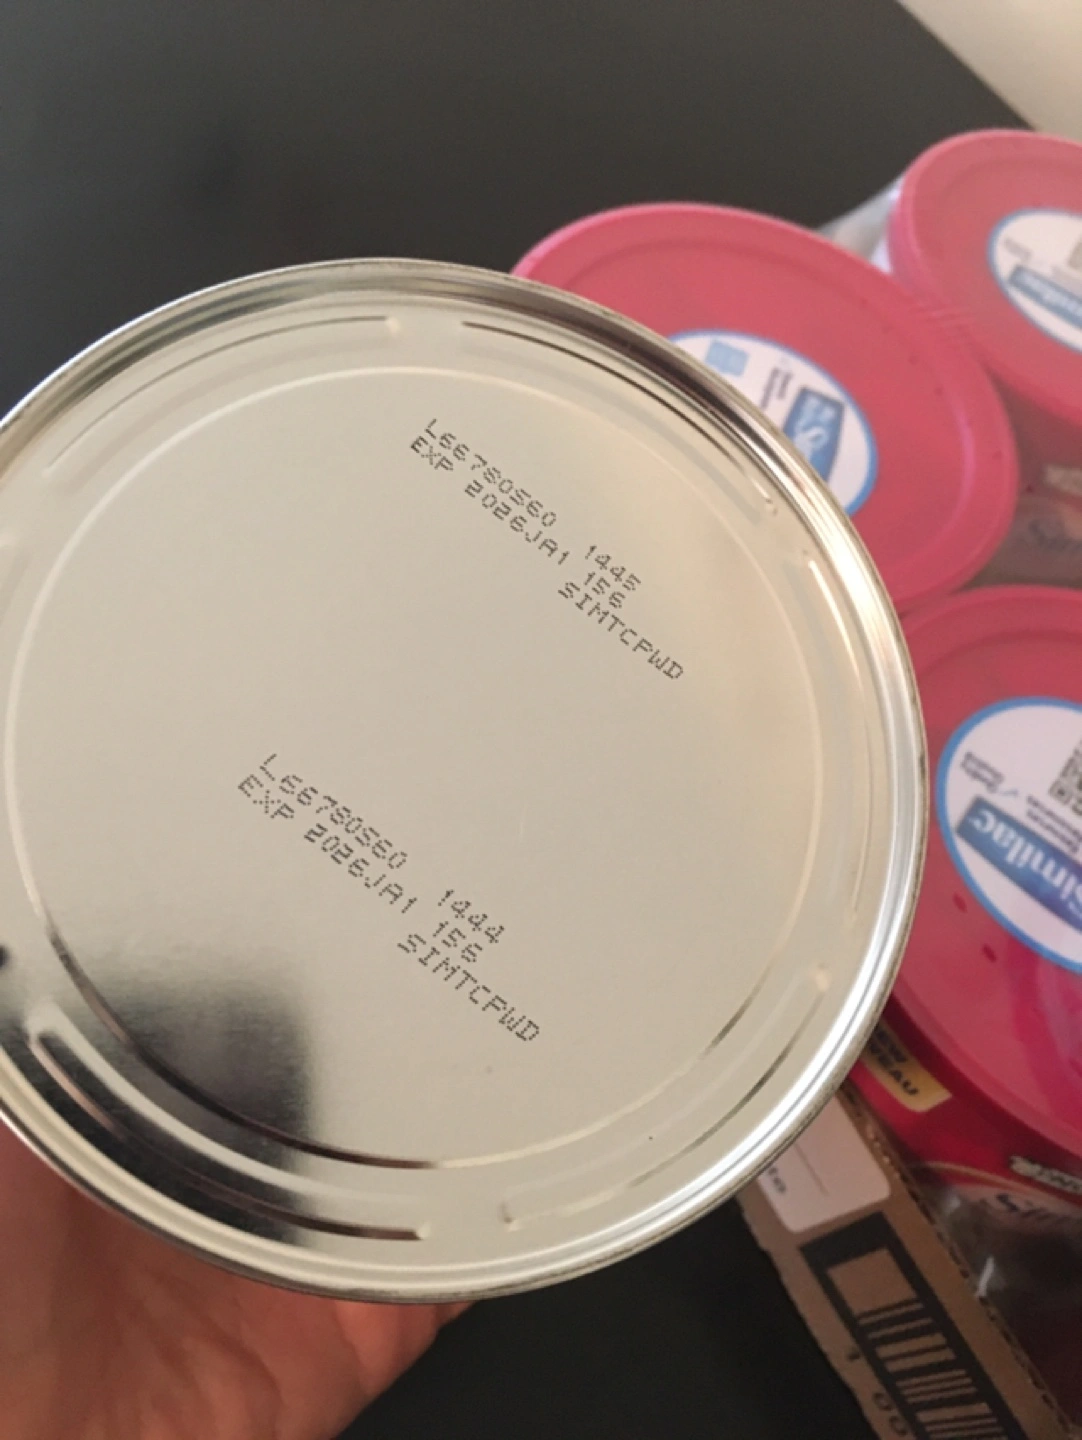 L66780S60 1445
EXP 2026JA1 156
SIMTCPWD
L66780S60 1444
EXP 2026JA1 156
SIMTCPWD
Similac